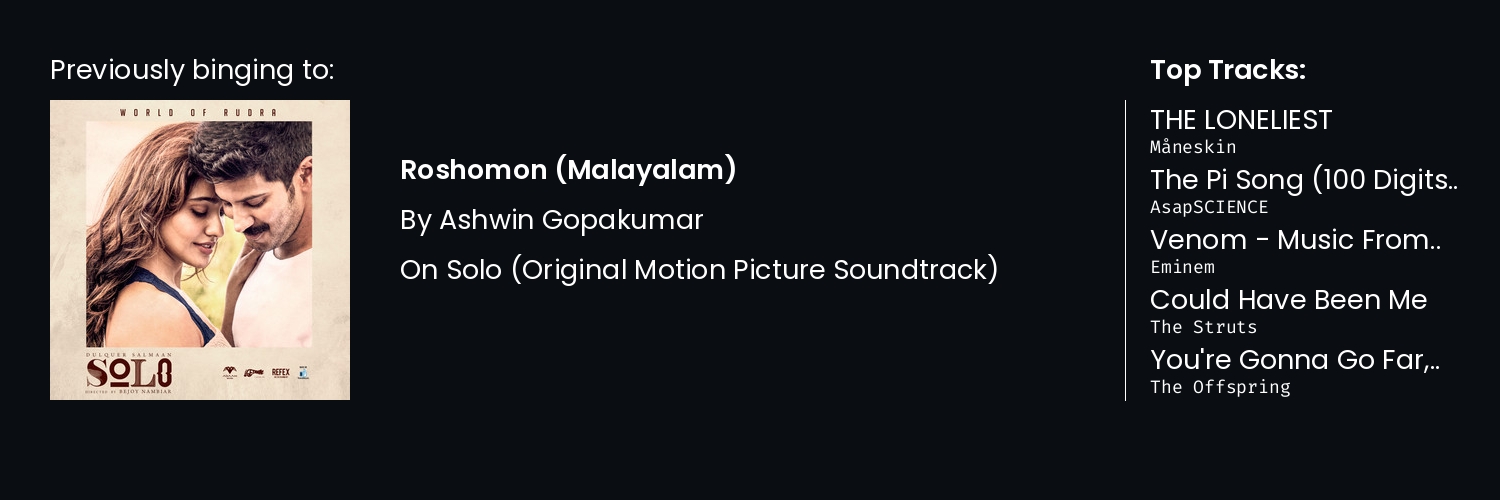 Previously binging to:
WORLD OF RUDRA
DULQUER SALMAAN
SOLO
DIRECTED BY BEJOY NAMBIAR
REFEX
Roshomon (Malayalam)
By Ashwin Gopakumar
On Solo (Original Motion Picture Soundtrack)
Top Tracks:
THE LONELIEST
Måneskin
The Pi Song (100 Digits..
AsapSCIENCE
Venom - Music From..
Eminem
Could Have Been Me
The Struts
You're Gonna Go Far,..
The Offspring